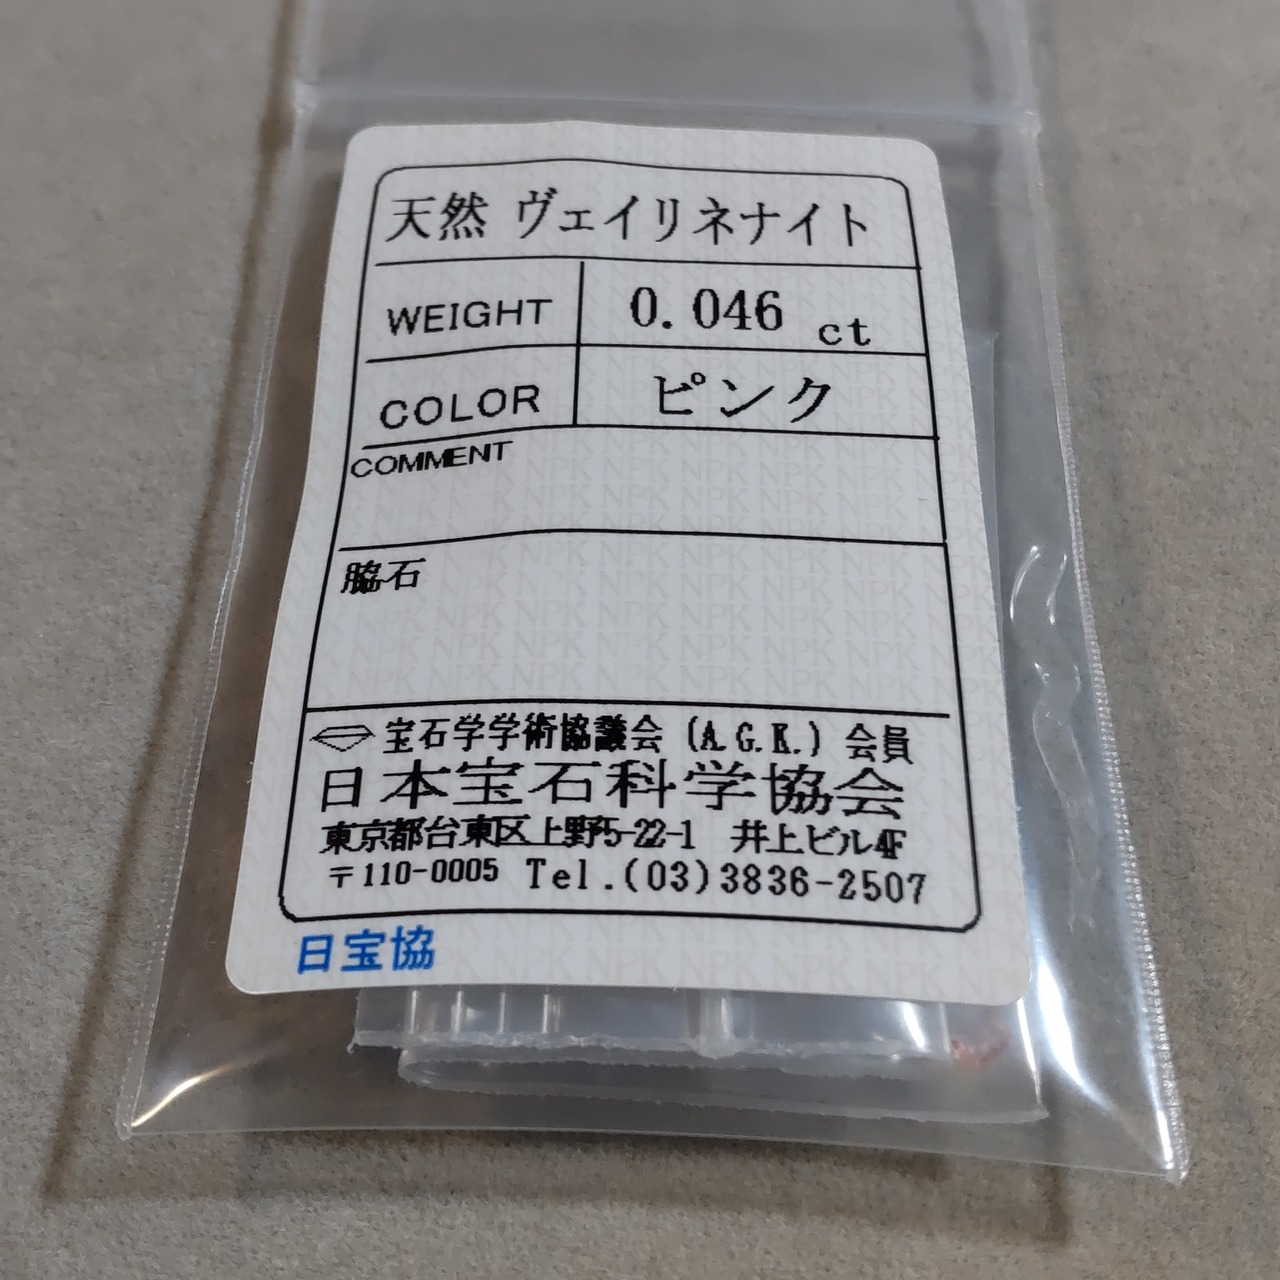 天然 ヴェイリネナイト
WEIGHT 0.046 ct
COLOR ピンク
COMMENT
脇石
宝石学学術協議会 (A.G.K.) 会員
日本宝石科学協会
東京都台東区上野5-22-1 井上ビル4F
〒110-0005 Tel.(03)3836-2507
日宝協